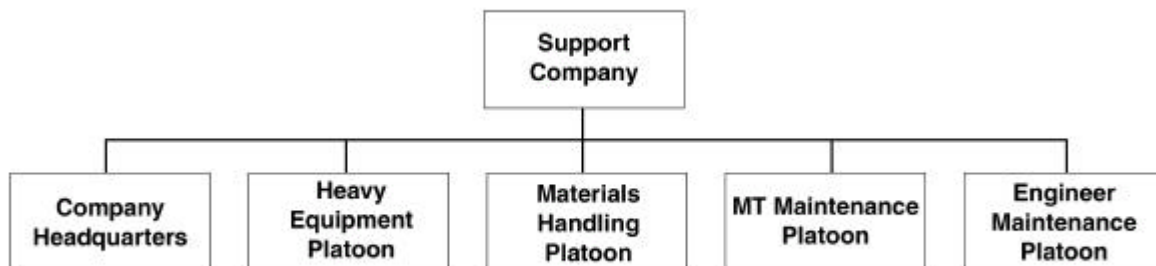 Support
Company
Company
Headquarters
Heavy
Equipment
Platoon
Materials
Handling
Platoon
MT Maintenance
Platoon
Engineer
Maintenance
Platoon